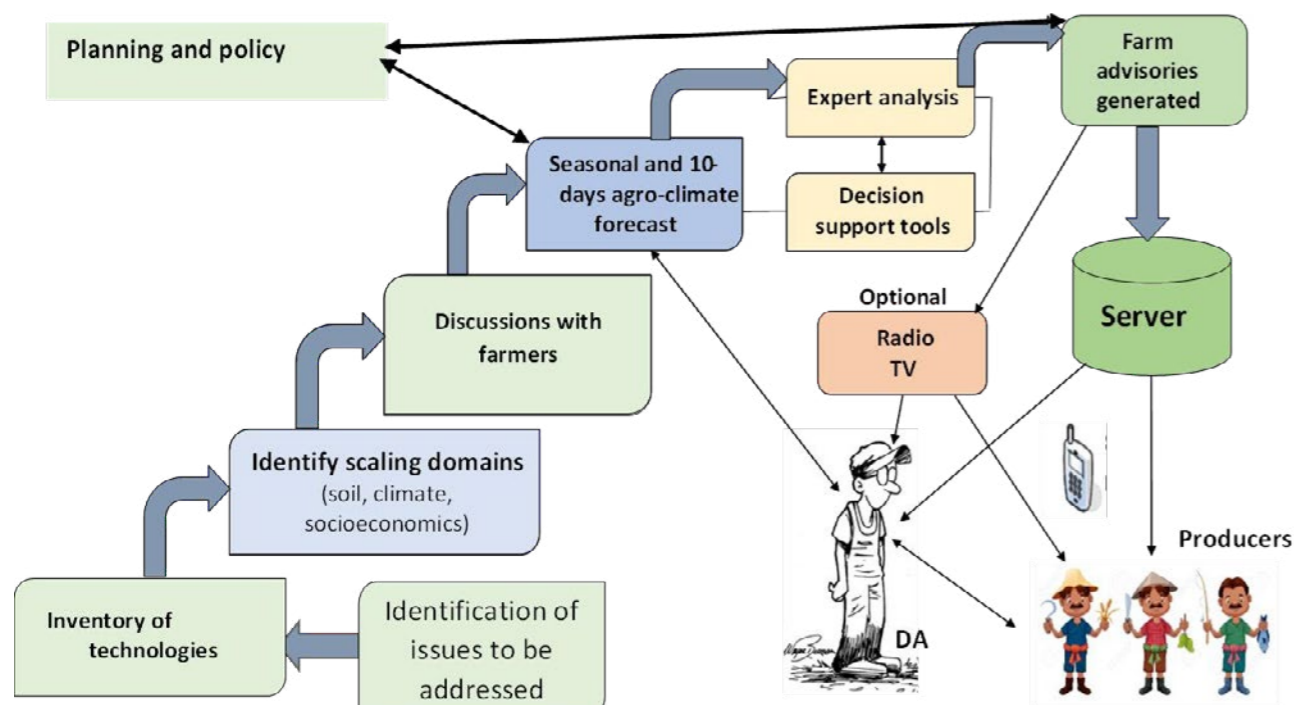 Planning and policy
Farm
advisories
generated
Expert analysis
Seasonal and 10-
days agro-climate
forecast
Decision
support tools
Optional
Radio
TV
Server
Discussions with
farmers
Identify scaling domains
(soil, climate,
socioeconomics)
Producers
DA
Inventory of
technologies
Identification of
issues to be
addressed